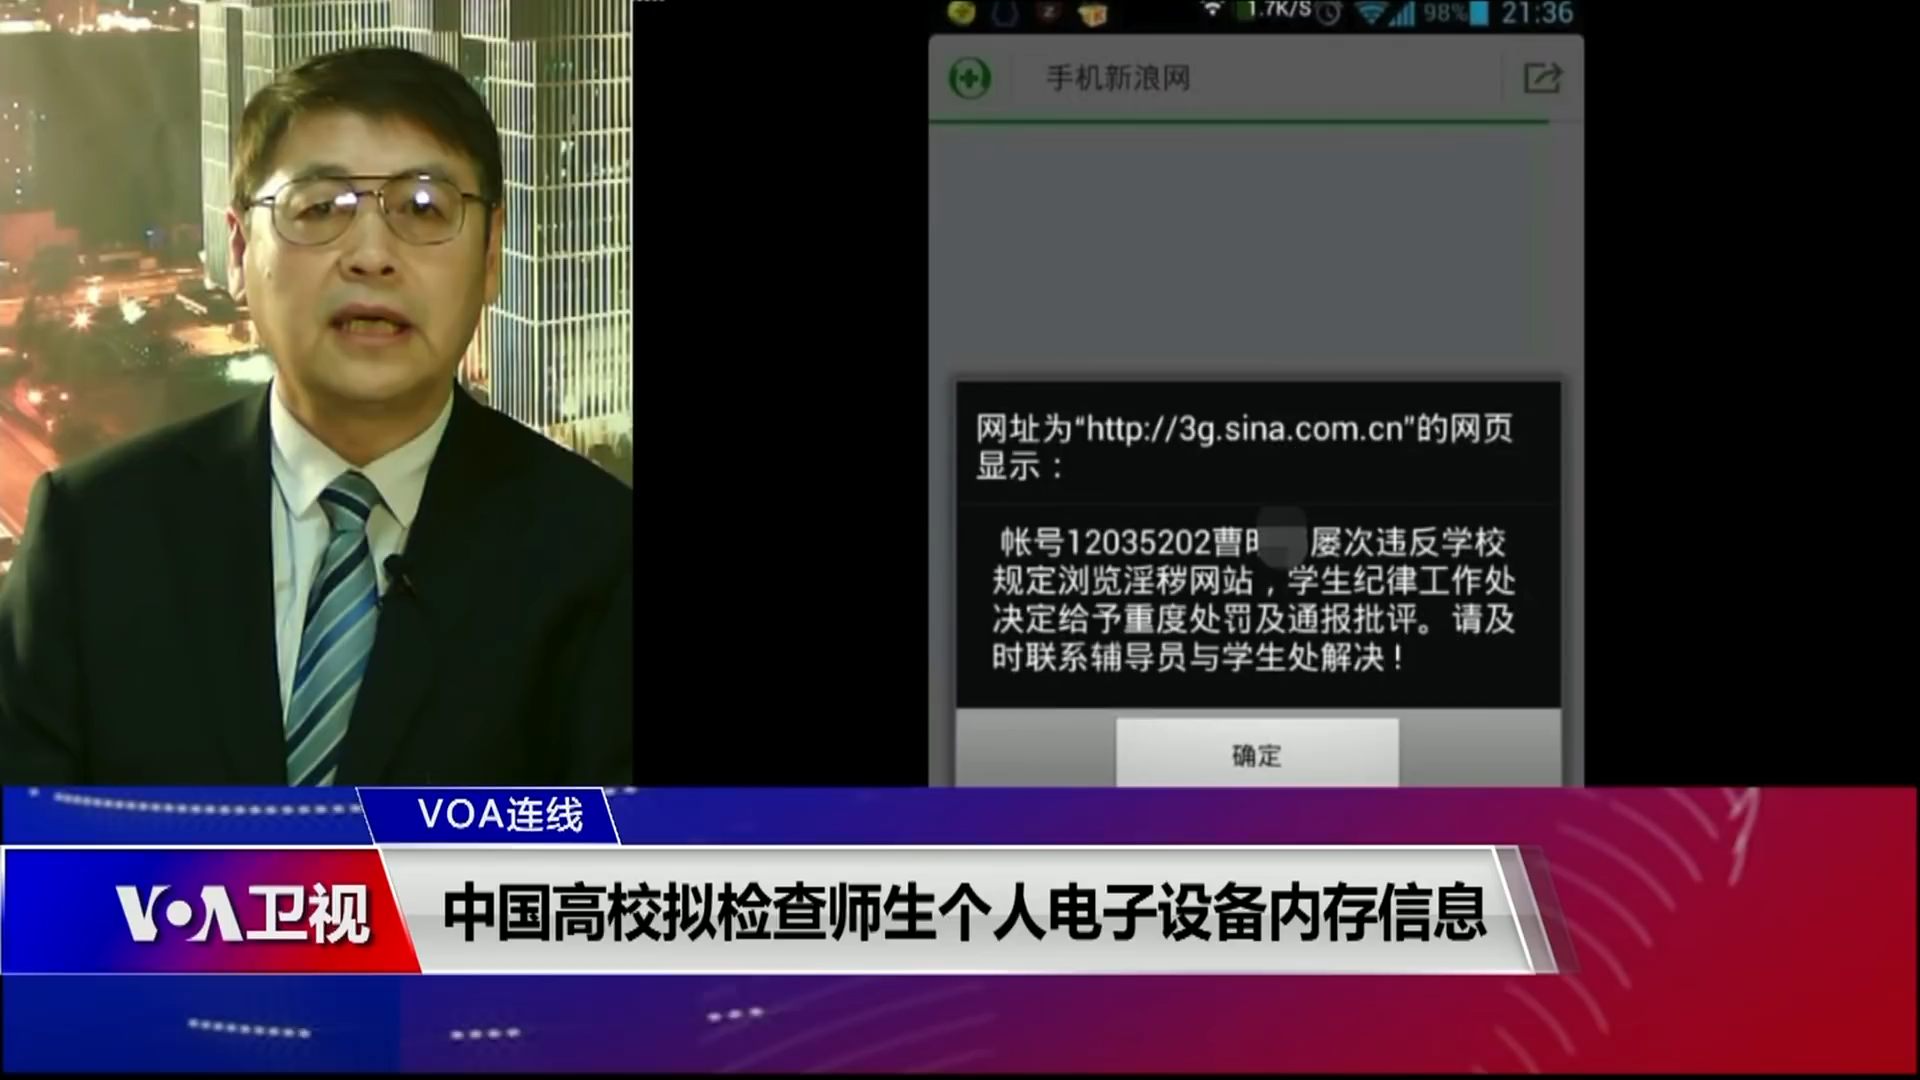 1.7K/S 98% 21:36
手机新浪网
网址为“http://3g.sina.com.cn”的网页
显示：
帐号12035202曹 屡次违反学校
规定浏览淫秽网站，学生纪律工作处
决定给予重度处罚及通报批评。请及
时联系辅导员与学生处解决！
确定
VOA连线
VOA卫视
中国高校拟检查师生个人电子设备内存信息